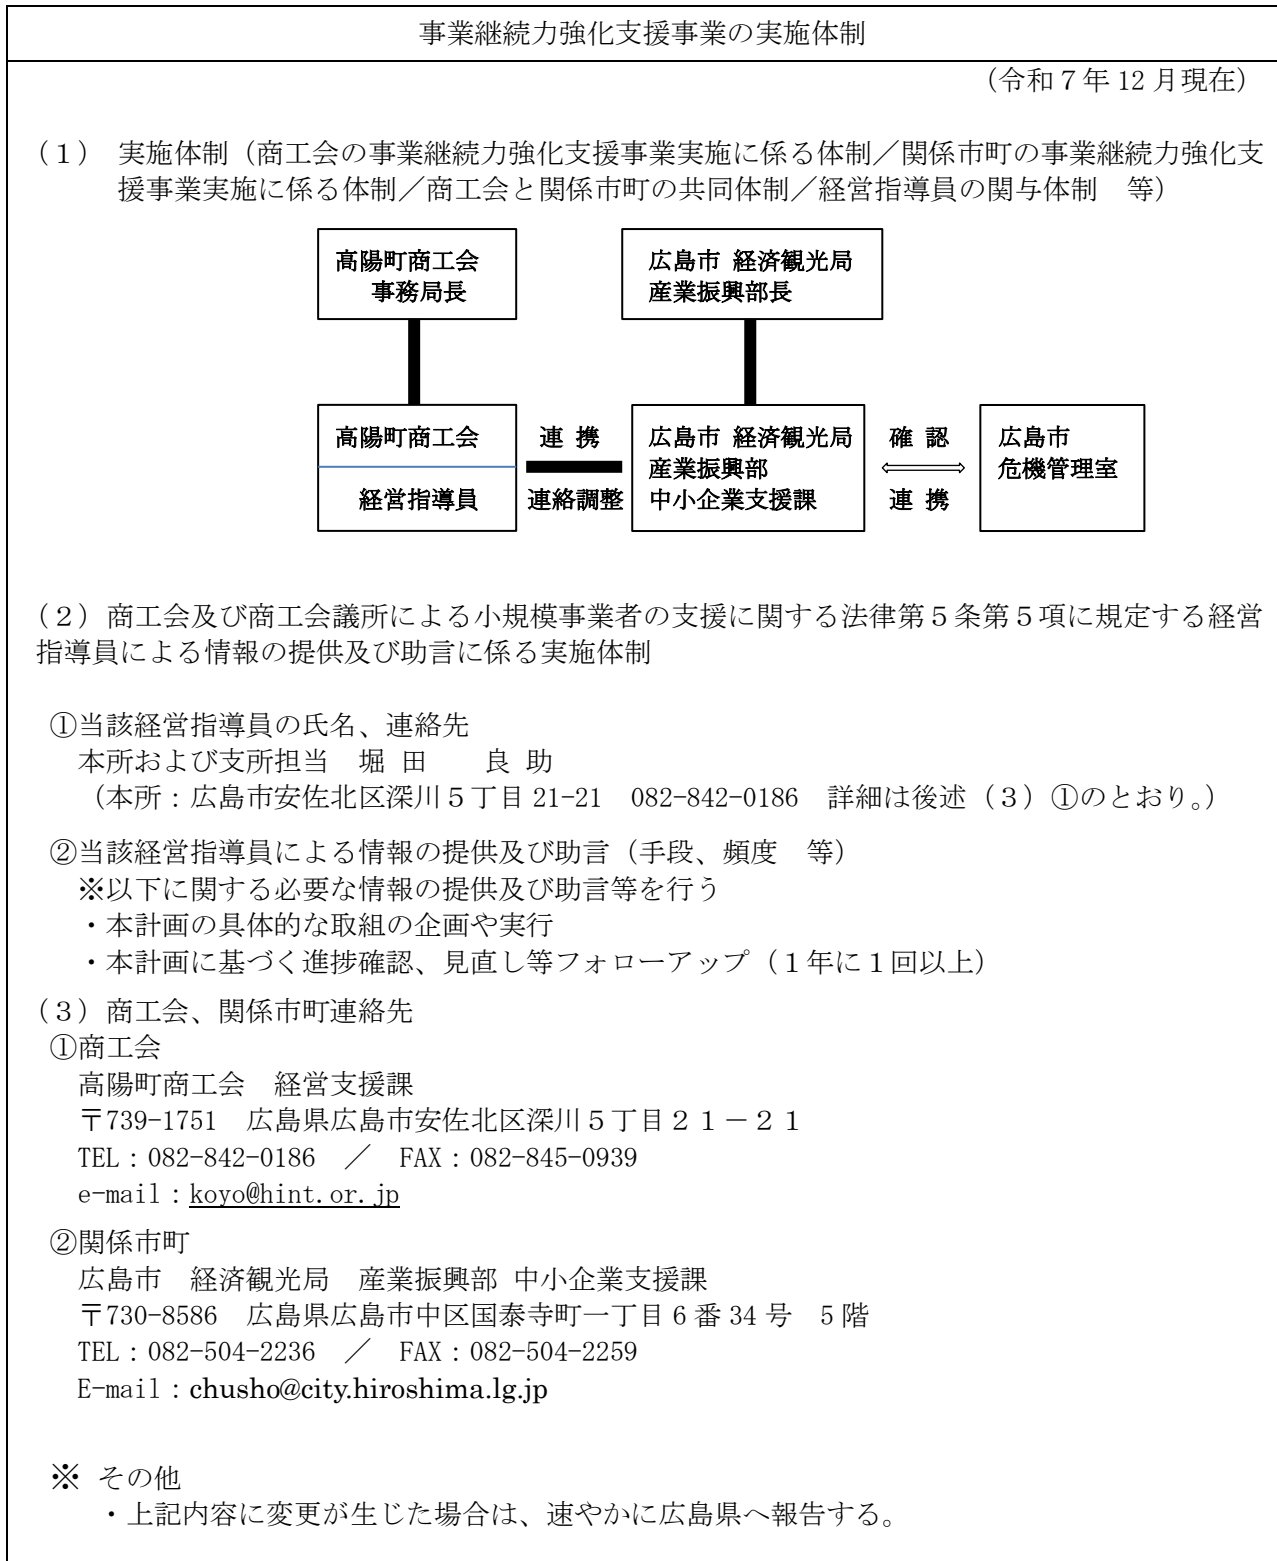 事業継続力強化支援事業の実施体制
（令和７年 12 月現在）
（１） 実施体制（商工会の事業継続力強化支援事業実施に係る体制／関係市町の事業継続力強化支
援事業実施に係る体制／商工会と関係市町の共同体制／経営指導員の関与体制　等）
高陽町商工会
事務局長
広島市 経済観光局
産業振興部長
高陽町商工会
経営指導員
連 携
連絡調整
広島市 経済観光局
産業振興部
中小企業支援課
確 認
連 携
広島市
危機管理室
（２）商工会及び商工会議所による小規模事業者の支援に関する法律第５条第５項に規定する経営
指導員による情報の提供及び助言に係る実施体制
①当該経営指導員の氏名、連絡先
本所および支所担当　堀 田　　良 助
（本所：広島市安佐北区深川５丁目 21-21　082-842-0186　詳細は後述（３）①のとおり。）
②当該経営指導員による情報の提供及び助言（手段、頻度　等）
※以下に関する必要な情報の提供及び助言等を行う
・本計画の具体的な取組の企画や実行
・本計画に基づく進捗確認、見直し等フォローアップ（１年に１回以上）
（３）商工会、関係市町連絡先
①商工会
高陽町商工会　経営支援課
〒739-1751　広島県広島市安佐北区深川５丁目２１－２１
TEL：082-842-0186　／　FAX：082-845-0939
e-mail：koyo@hint.or.jp
②関係市町
広島市　経済観光局　産業振興部 中小企業支援課
〒730-8586　広島県広島市中区国泰寺町一丁目 6 番 34 号　5 階
TEL：082-504-2236　／　FAX：082-504-2259
E-mail：chusho@city.hiroshima.lg.jp
※ その他
・上記内容に変更が生じた場合は、速やかに広島県へ報告する。